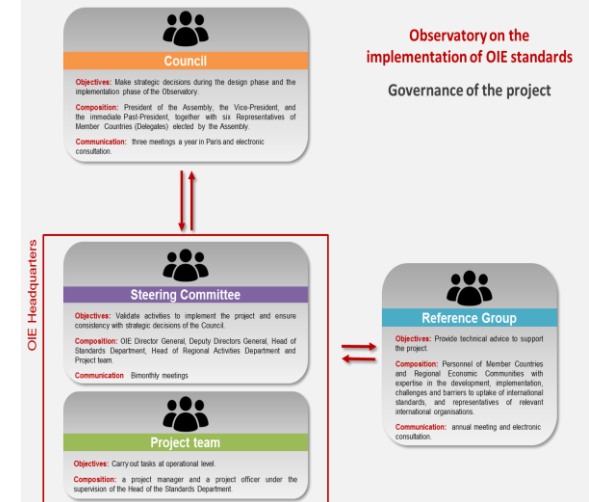 Observatory on the
implementation of OIE standards
Governance of the project
Council
Objectives: Make strategic decisions during the design phase and the
implementation phase of the Observatory.
Composition: President of the Assembly, the Vice-President, and
the immediate Past-President, together with six Representatives of
Member Countries (Delegates) elected by the Assembly.
Communication: three meetings a year in Paris and electronic
consultation.
OIE Headquarters
Steering Committee
Objectives: Validate activities to implement the project and ensure
consistency with strategic decisions of the Council.
Composition: OIE Director General, Deputy Directors General, Head of
Standards Department, Head of Regional Activities Department and
Project team.
Communication Bimonthly meetings
Project team
Objectives: Carry out tasks at operational level.
Composition: a project manager and a project officer under the
supervision of the Head of the Standards Department.
Reference Group
Objectives: Provide technical advice to support
the project.
Composition: Personnel of Member Countries
and Regional Economic Communities with
expertise in the development, implementation,
challenges and barriers to uptake of international
standards, and representatives of relevant
international organisations.
Communication: annual meeting and electronic
consultation.